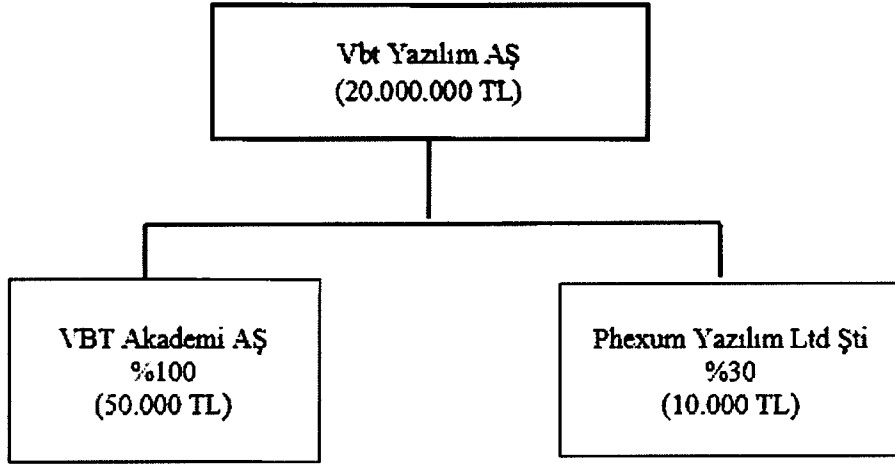 Vbt Yazılım AŞ
(20.000.000 TL)
VBT Akademi AŞ
%100
(50.000 TL)
Phexum Yazılım Ltd Şti
%30
(10.000 TL)